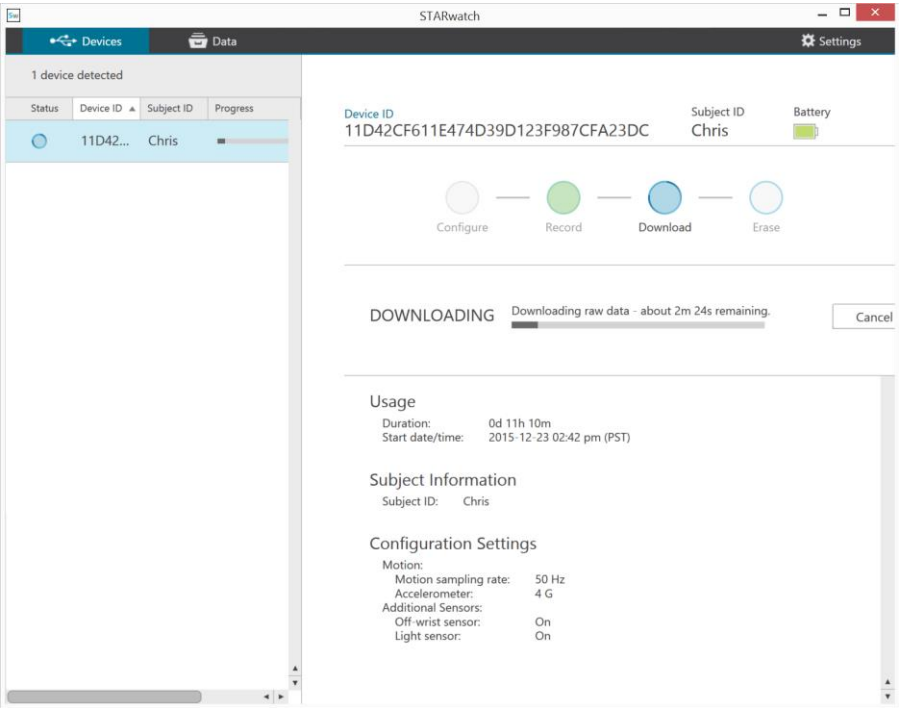 Sw STARwatch
Devices Data Settings
1 device detected
Status Device ID Subject ID Progress
11D42... Chris
Device ID Subject ID Battery
11D42CF611E474D39D123F987CFA23DC Chris
Configure Record Download Erase
DOWNLOADING Downloading raw data - about 2m 24s remaining. Cancel
Usage
Duration: 0d 11h 10m
Start date/time: 2015-12-23 02:42 pm (PST)
Subject Information
Subject ID: Chris
Configuration Settings
Motion:
Motion sampling rate: 50 Hz
Accelerometer: 4 G
Additional Sensors:
Off-wrist sensor: On
Light sensor: On